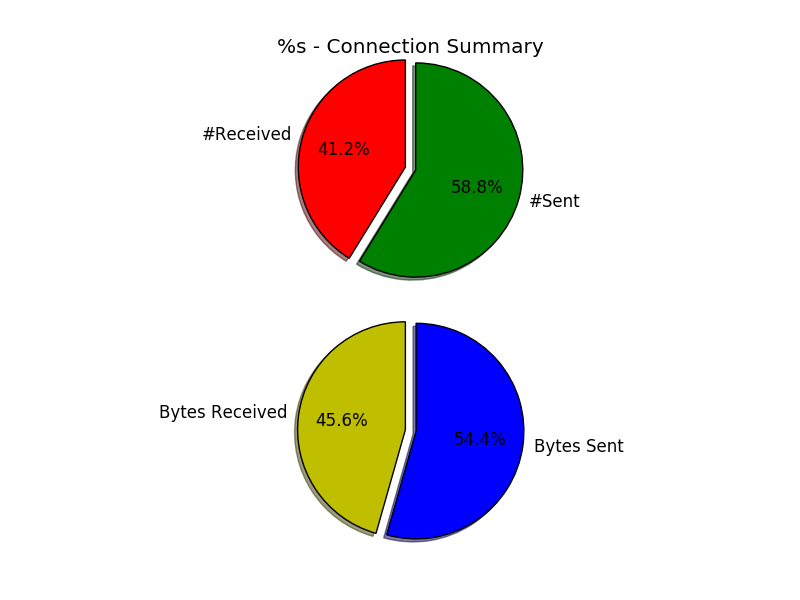 %s - Connection Summary
#Received
41.2%
58.8%
#Sent
Bytes Received
45.6%
54.4%
Bytes Sent